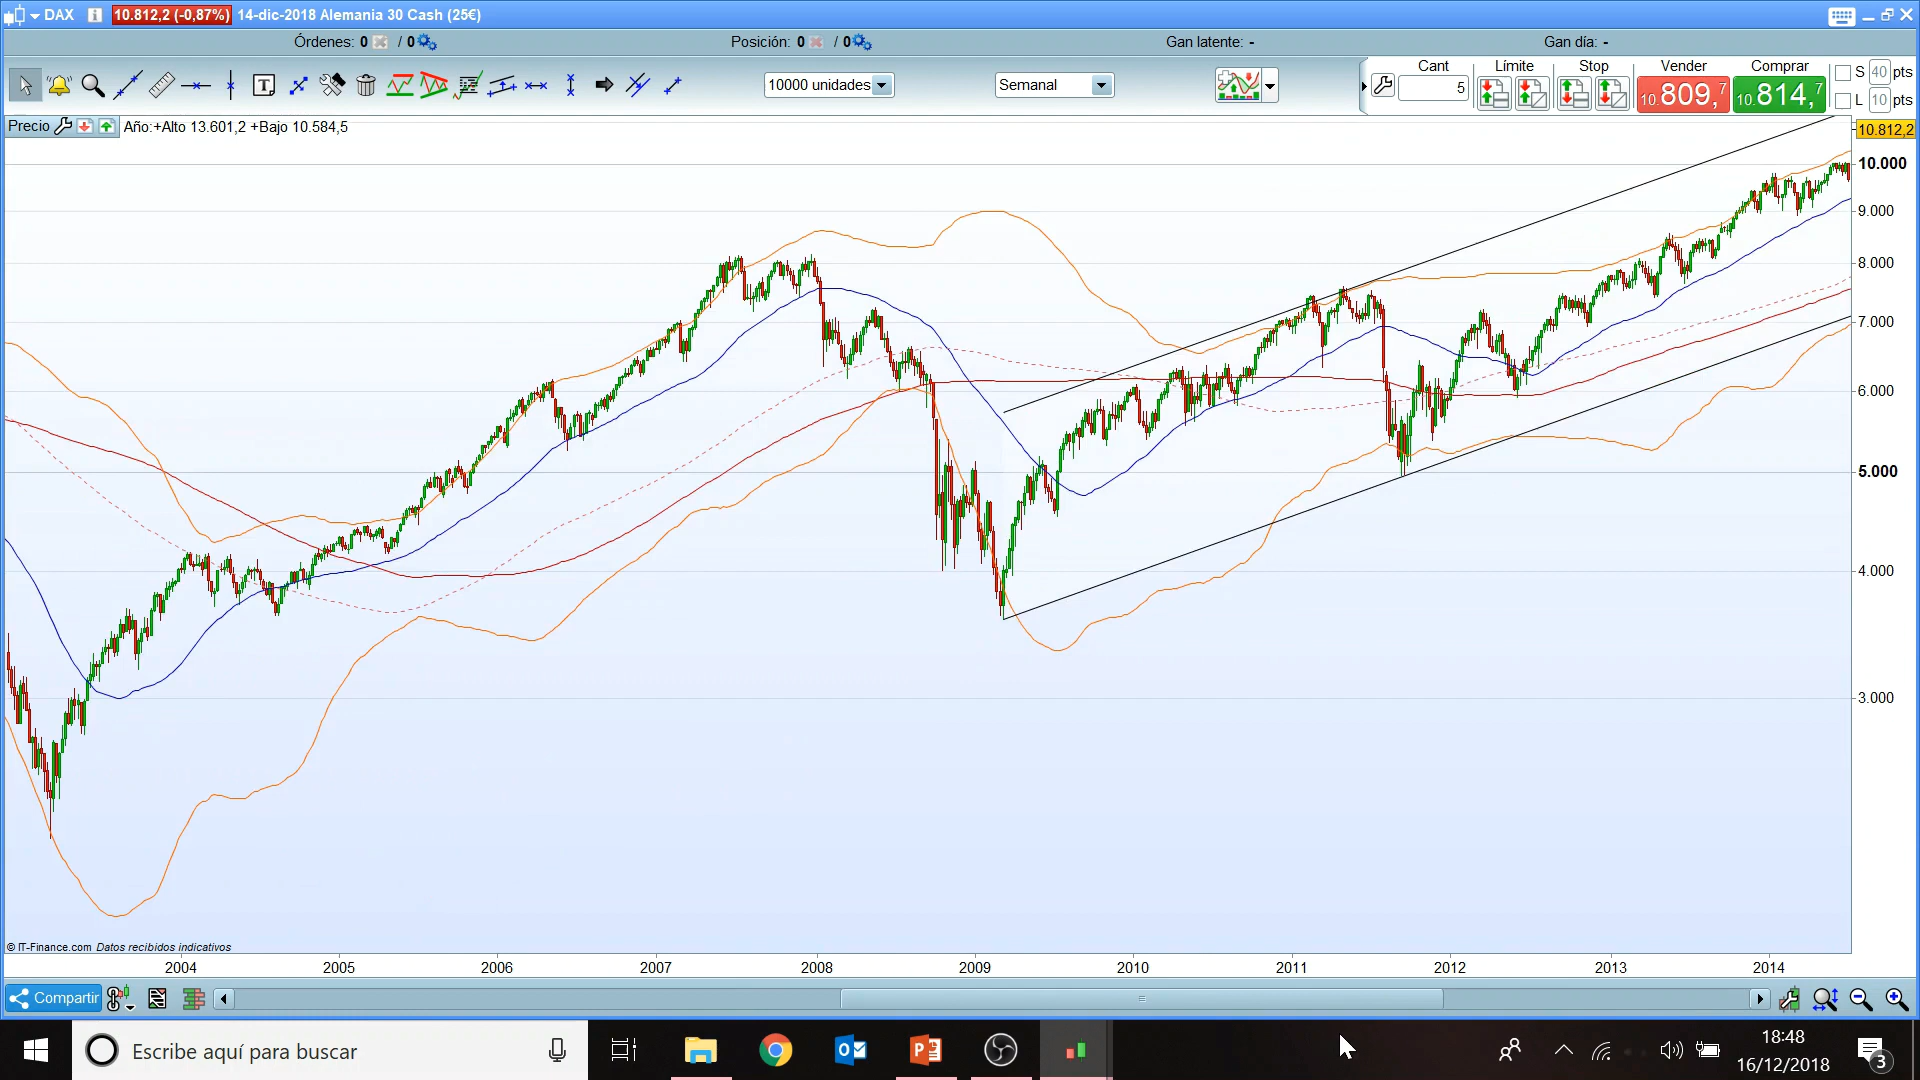 DAX 10.812,2 (-0,87%) 14-dic-2018 Alemania 30 Cash (25€)
Órdenes: 0 / 0 Posición: 0 / 0 Gan latente: - Gan día: -
10000 unidades Semanal
Cant Límite Stop Vender Comprar
5 10.809,7 10.814,7
S 40 pts
L 10 pts
Precio Año:+Alto 13.601,2 +Bajo 10.584,5
10.812,2
10.000
9.000
8.000
7.000
6.000
5.000
4.000
3.000
© IT-Finance.com Datos recibidos indicativos
2004 2005 2006 2007 2008 2009 2010 2011 2012 2013 2014
Compartir
Escribe aquí para buscar
18:48
16/12/2018
3